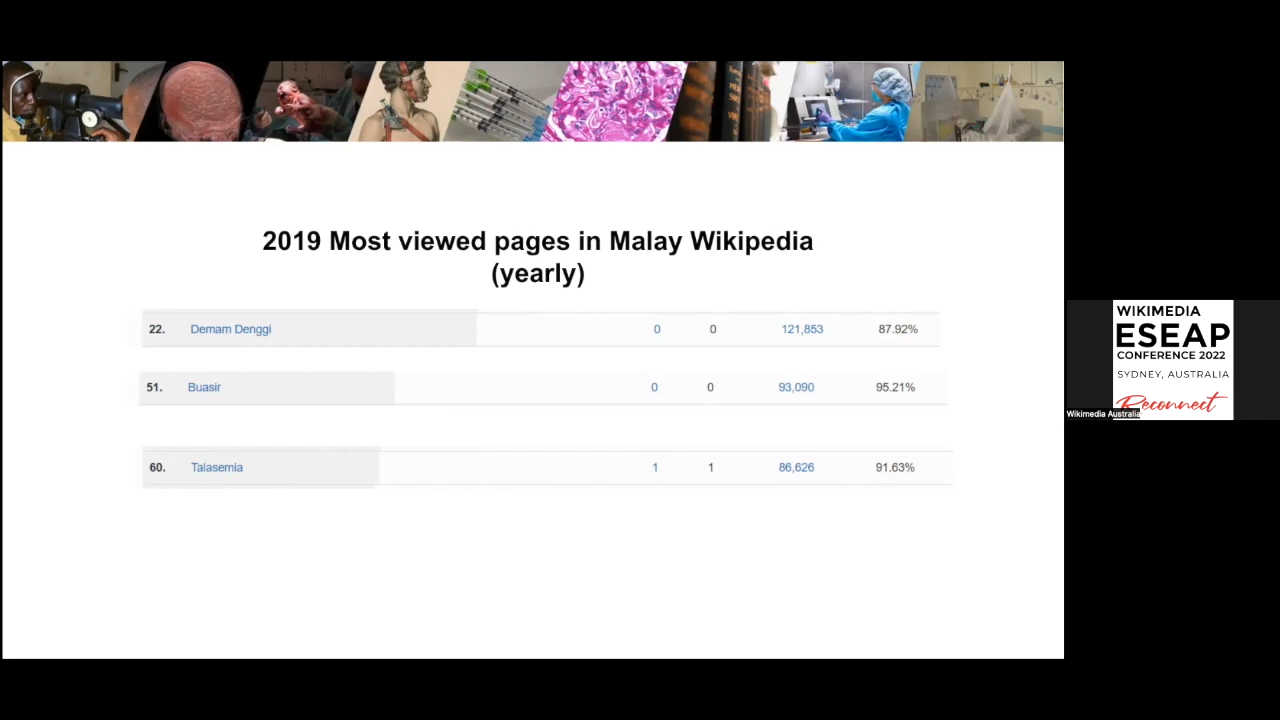 2019 Most viewed pages in Malay Wikipedia
(yearly)
22. Demam Denggi 0 0 121,853 87.92%
51. Buasir 0 0 93,090 95.21%
60. Talasemia 1 1 86,626 91.63%
WIKIMEDIA
ESEAP
CONFERENCE 2022
SYDNEY, AUSTRALIA
Reconnect
Wikimedia Australia